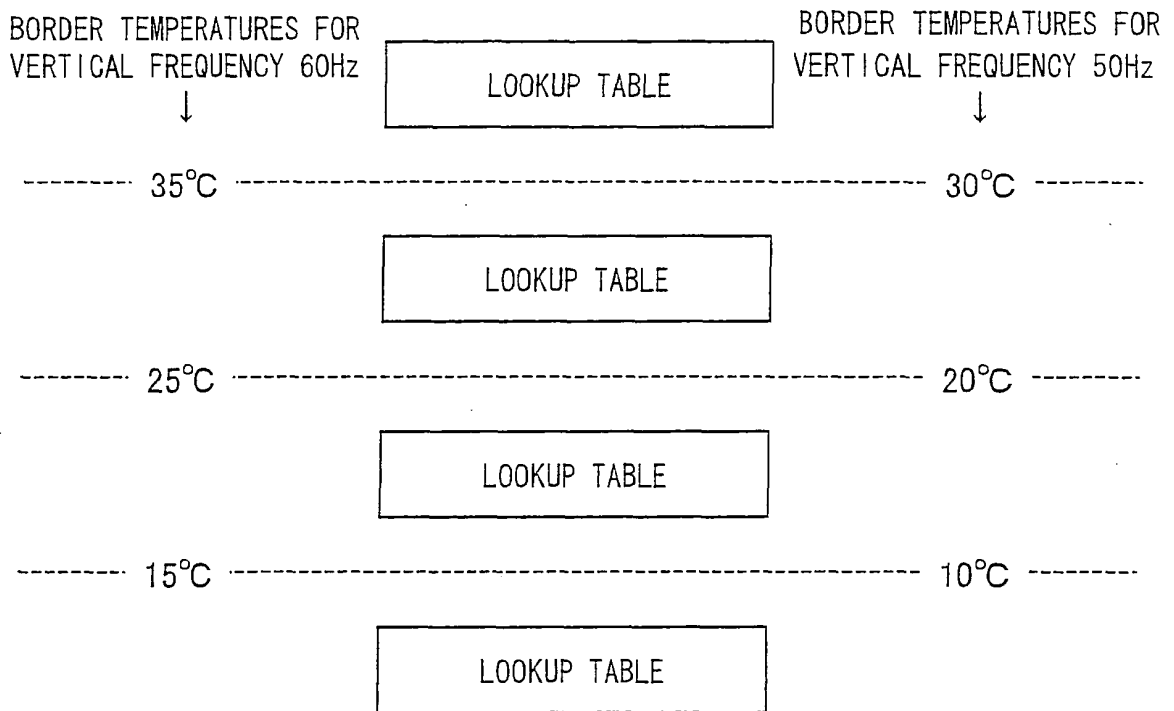 BORDER TEMPERATURES FOR
VERTICAL FREQUENCY 60Hz
↓
BORDER TEMPERATURES FOR
VERTICAL FREQUENCY 50Hz
↓
LOOKUP TABLE
35°C 30°C
LOOKUP TABLE
25°C 20°C
LOOKUP TABLE
15°C 10°C
LOOKUP TABLE